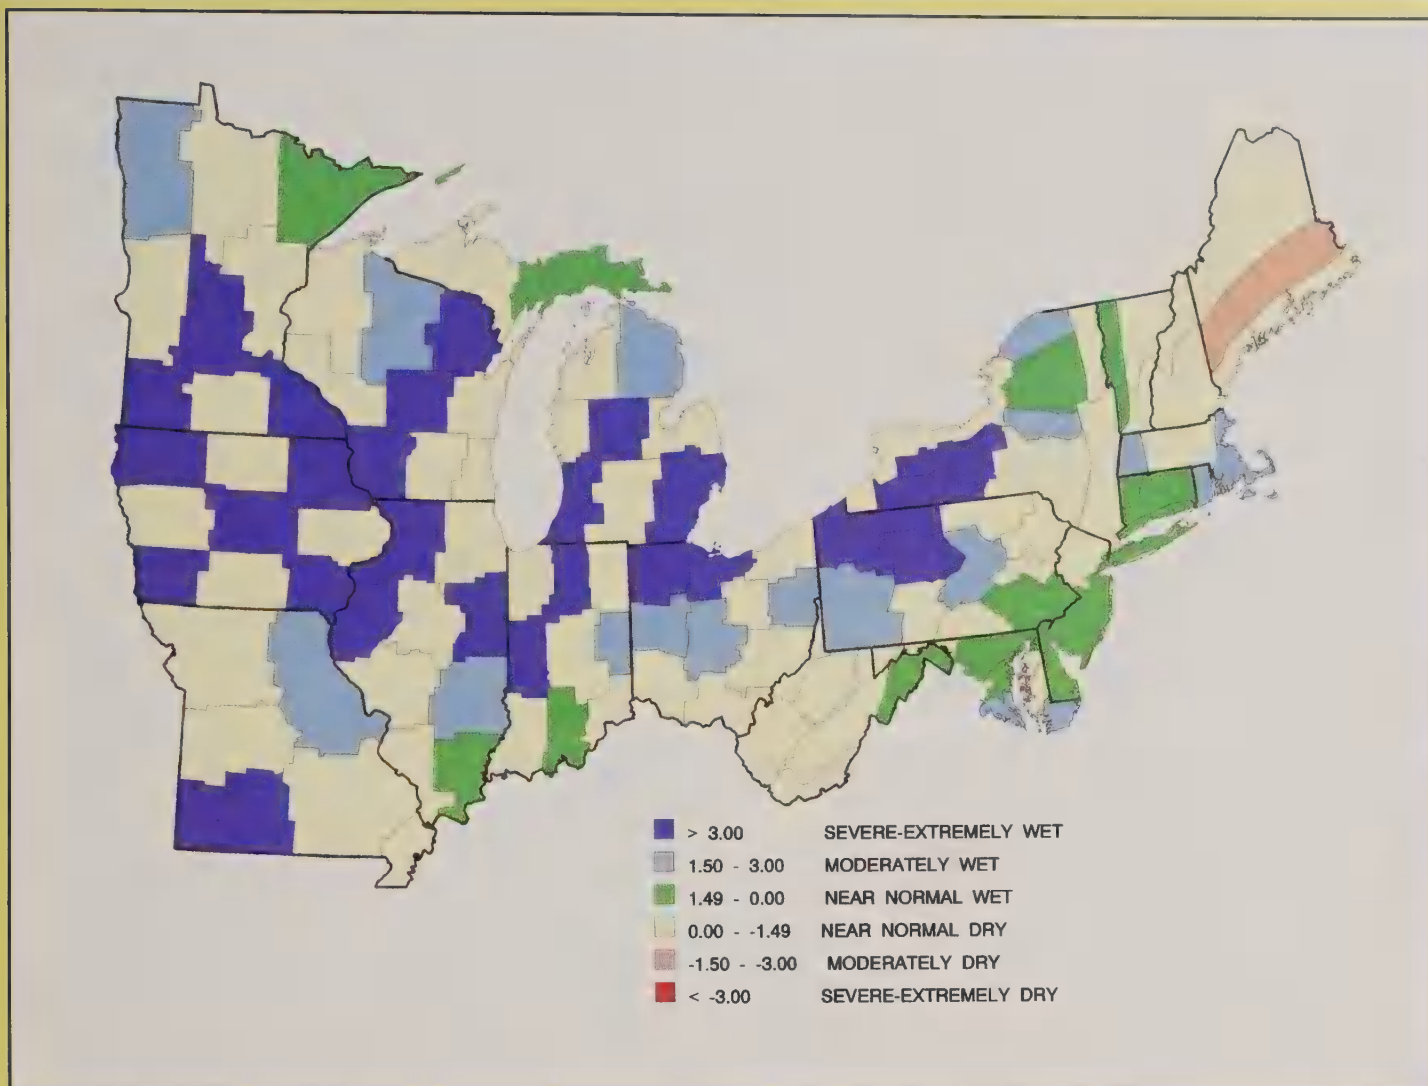 > 3.00 SEVERE-EXTREMELY WET
1.50 - 3.00 MODERATELY WET
1.49 - 0.00 NEAR NORMAL WET
0.00 - -1.49 NEAR NORMAL DRY
-1.50 - -3.00 MODERATELY DRY
< -3.00 SEVERE-EXTREMELY DRY